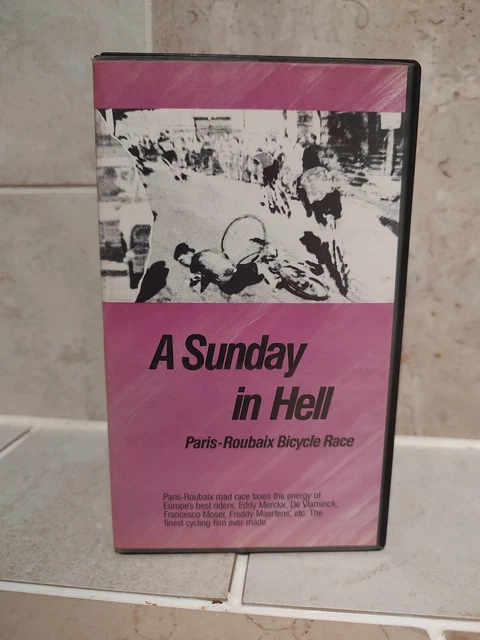 A Sunday
in Hell
Paris-Roubaix Bicycle Race
Paris-Roubaix road race taxes the energy of
Europe's best riders, Eddy Merckx, De Vlaminck,
Francesco Moser, Freddy Maertens, etc. The
finest cycling film ever made